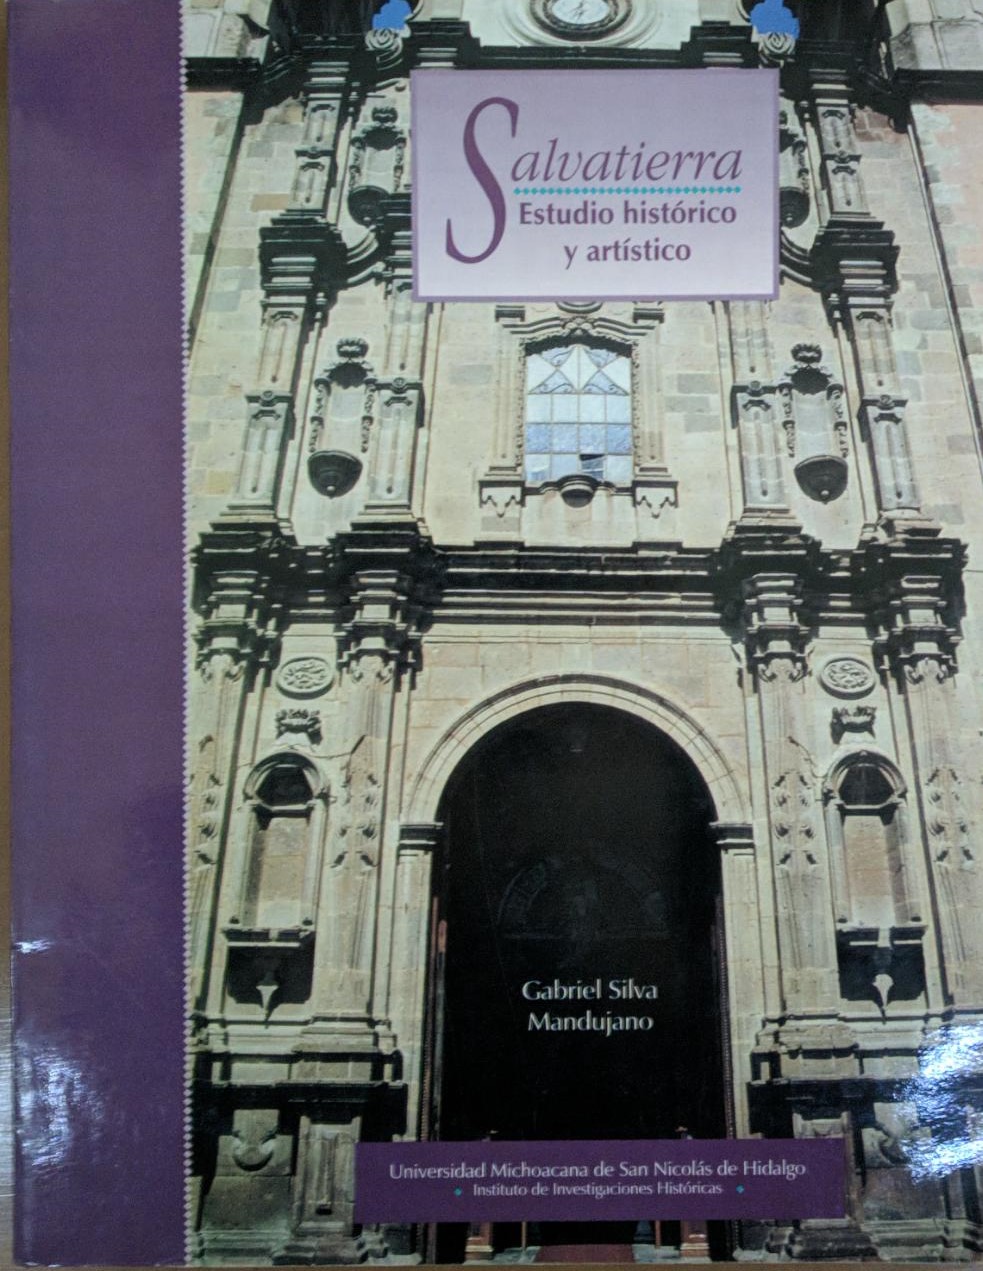 Salvatierra
Estudio histórico
y artístico
Gabriel Silva
Mandujano
Universidad Michoacana de San Nicolás de Hidalgo
Instituto de Investigaciones Históricas